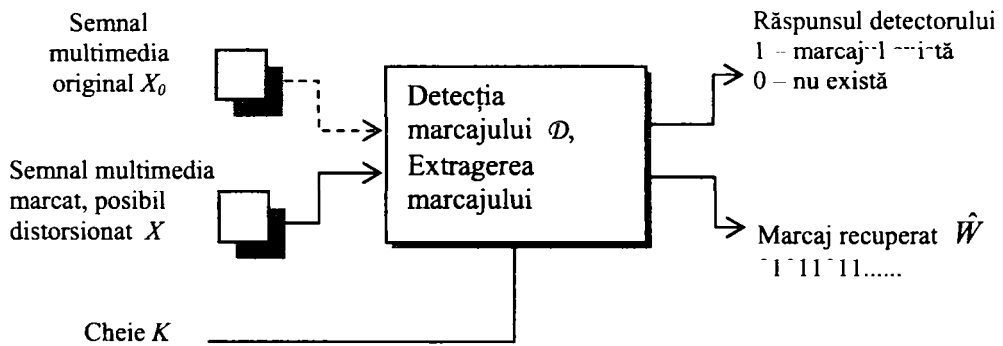 Semnal
multimedia
original X₀
Semnal multimedia
marcat, posibil
distorsionat X
Cheie K
Detecția
marcajului 𝒟,
Extragerea
marcajului
Răspunsul detectorului
1 –
0 – nu există
Marcaj recuperat Ŵ